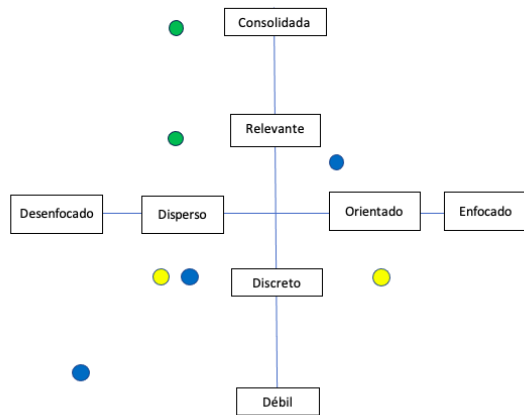 Consolidada
Relevante
Desenfocado
Disperso
Orientado
Enfocado
Discreto
Débil